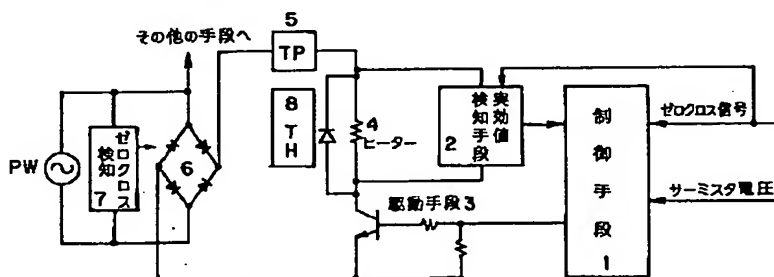 その他の手段へ
5
TP
PW
ゼロクロス
検知
7
6
8
TH
4
ヒーター
実効値
検知手段
2
駆動手段3
制御手段
1
ゼロクロス信号
サーミスタ電圧